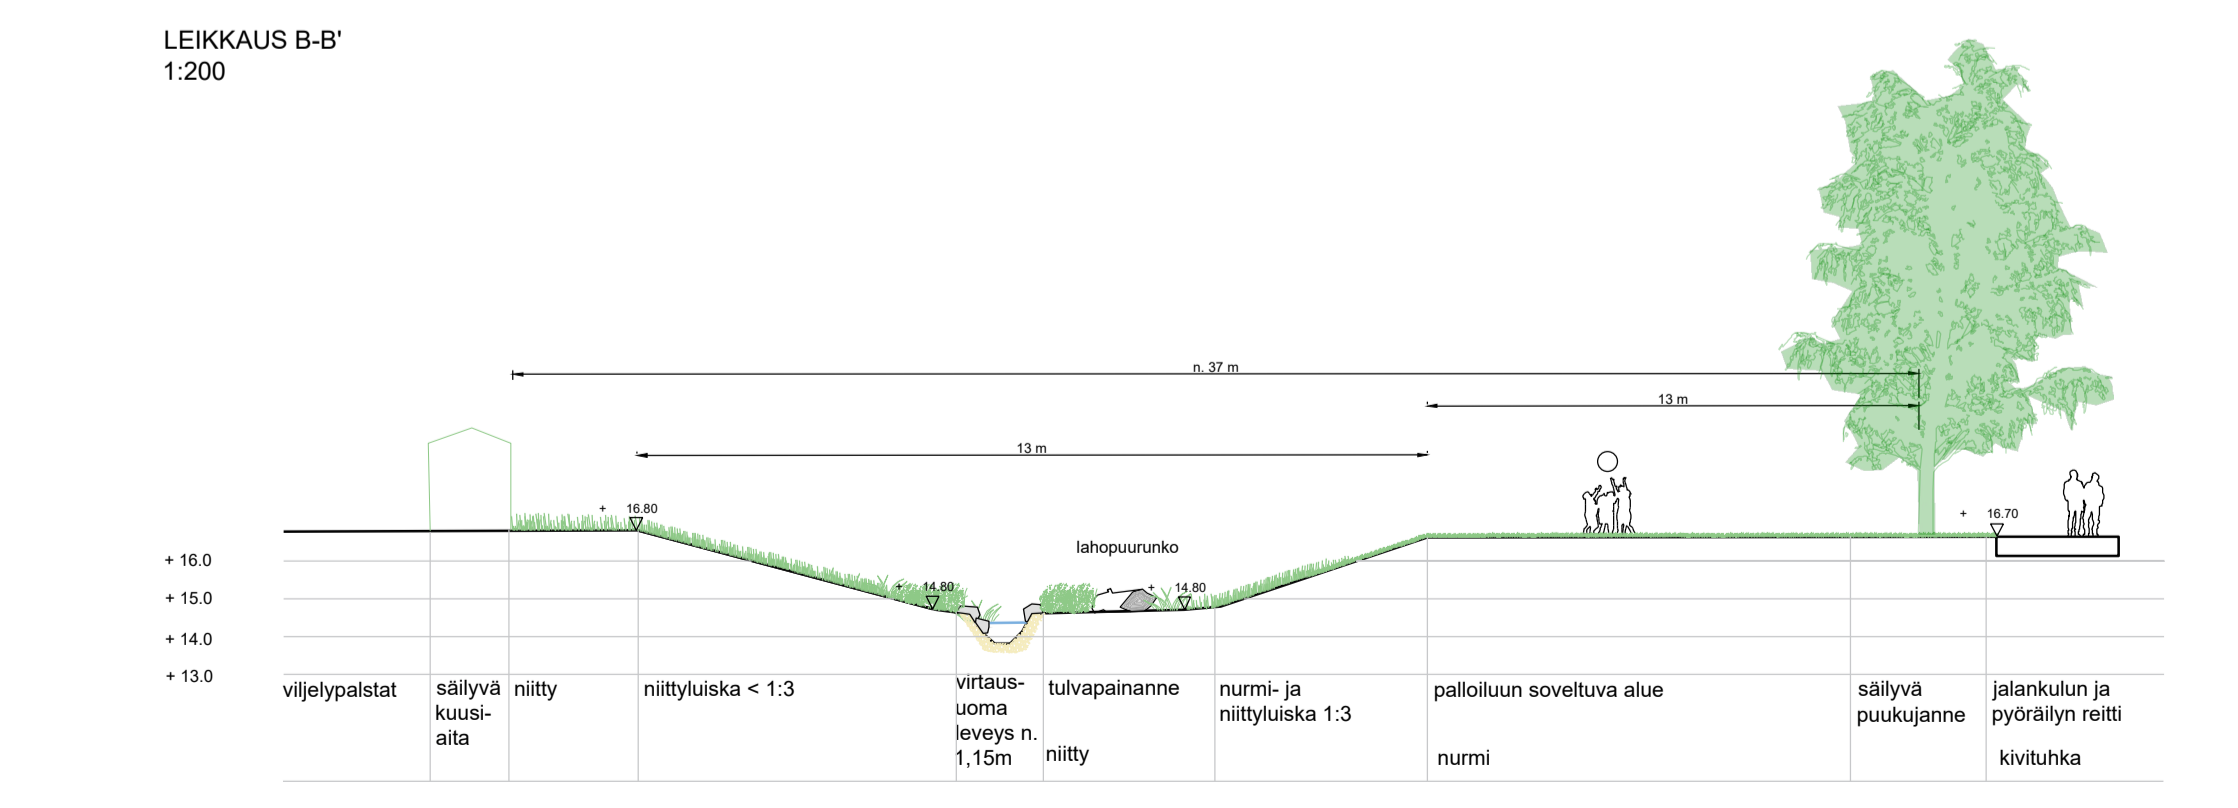 LEIKKAUS B-B'
1:200
n. 37 m
13 m
13 m
+ 16.80
lahopuurunko
+ 14.80
+ 14.80
+ 16.70
+ 16.0
+ 15.0
+ 14.0
+ 13.0
viljelypalstat
säilyvä
kuusi-
aita
niitty
niittyluiska < 1:3
virtaus-
uoma
leveys n.
1,15m
tulvapainanne
niitty
nurmi- ja
niittyluiska 1:3
palloiluun soveltuva alue
nurmi
säilyvä
puukujanne
jalankulun ja
pyöräilyn reitti
kivituhka